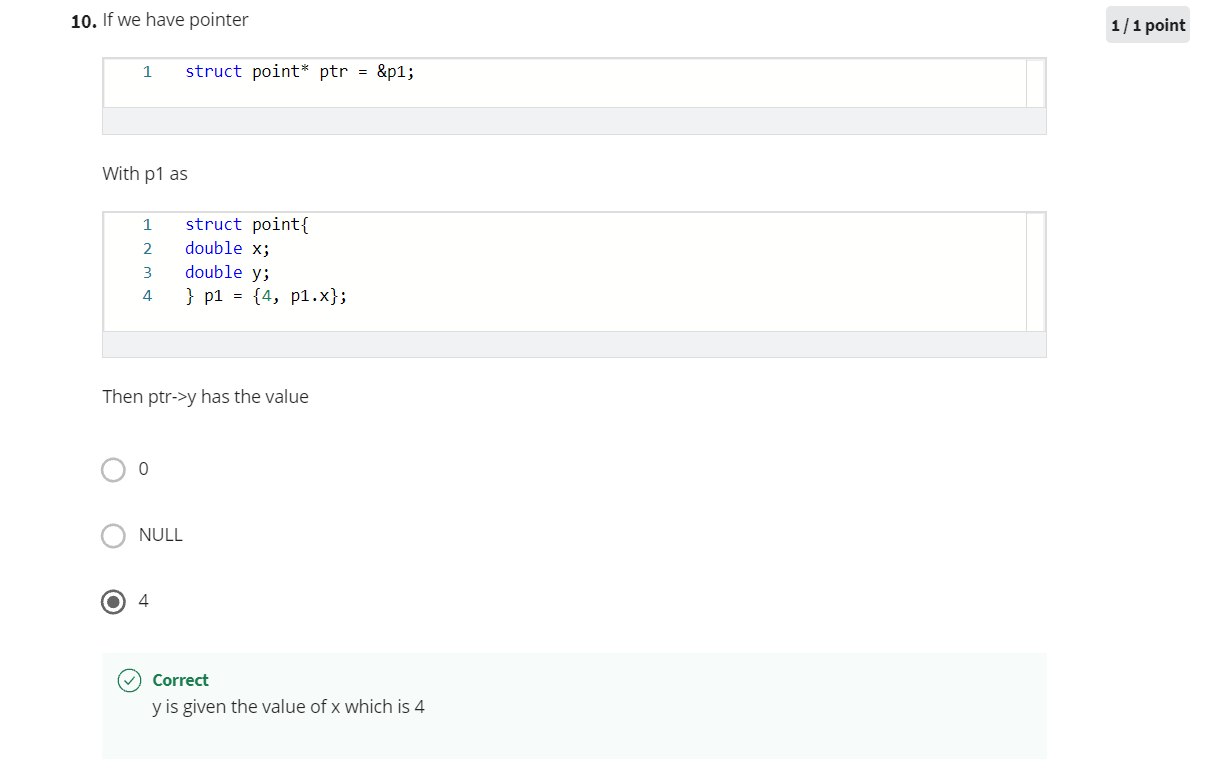 10. If we have pointer
1 / 1 point
1 struct point* ptr = &p1;
With p1 as
1 struct point{
2 double x;
3 double y;
4 } p1 = {4, p1.x};
Then ptr->y has the value
0
NULL
4
Correct
y is given the value of x which is 4